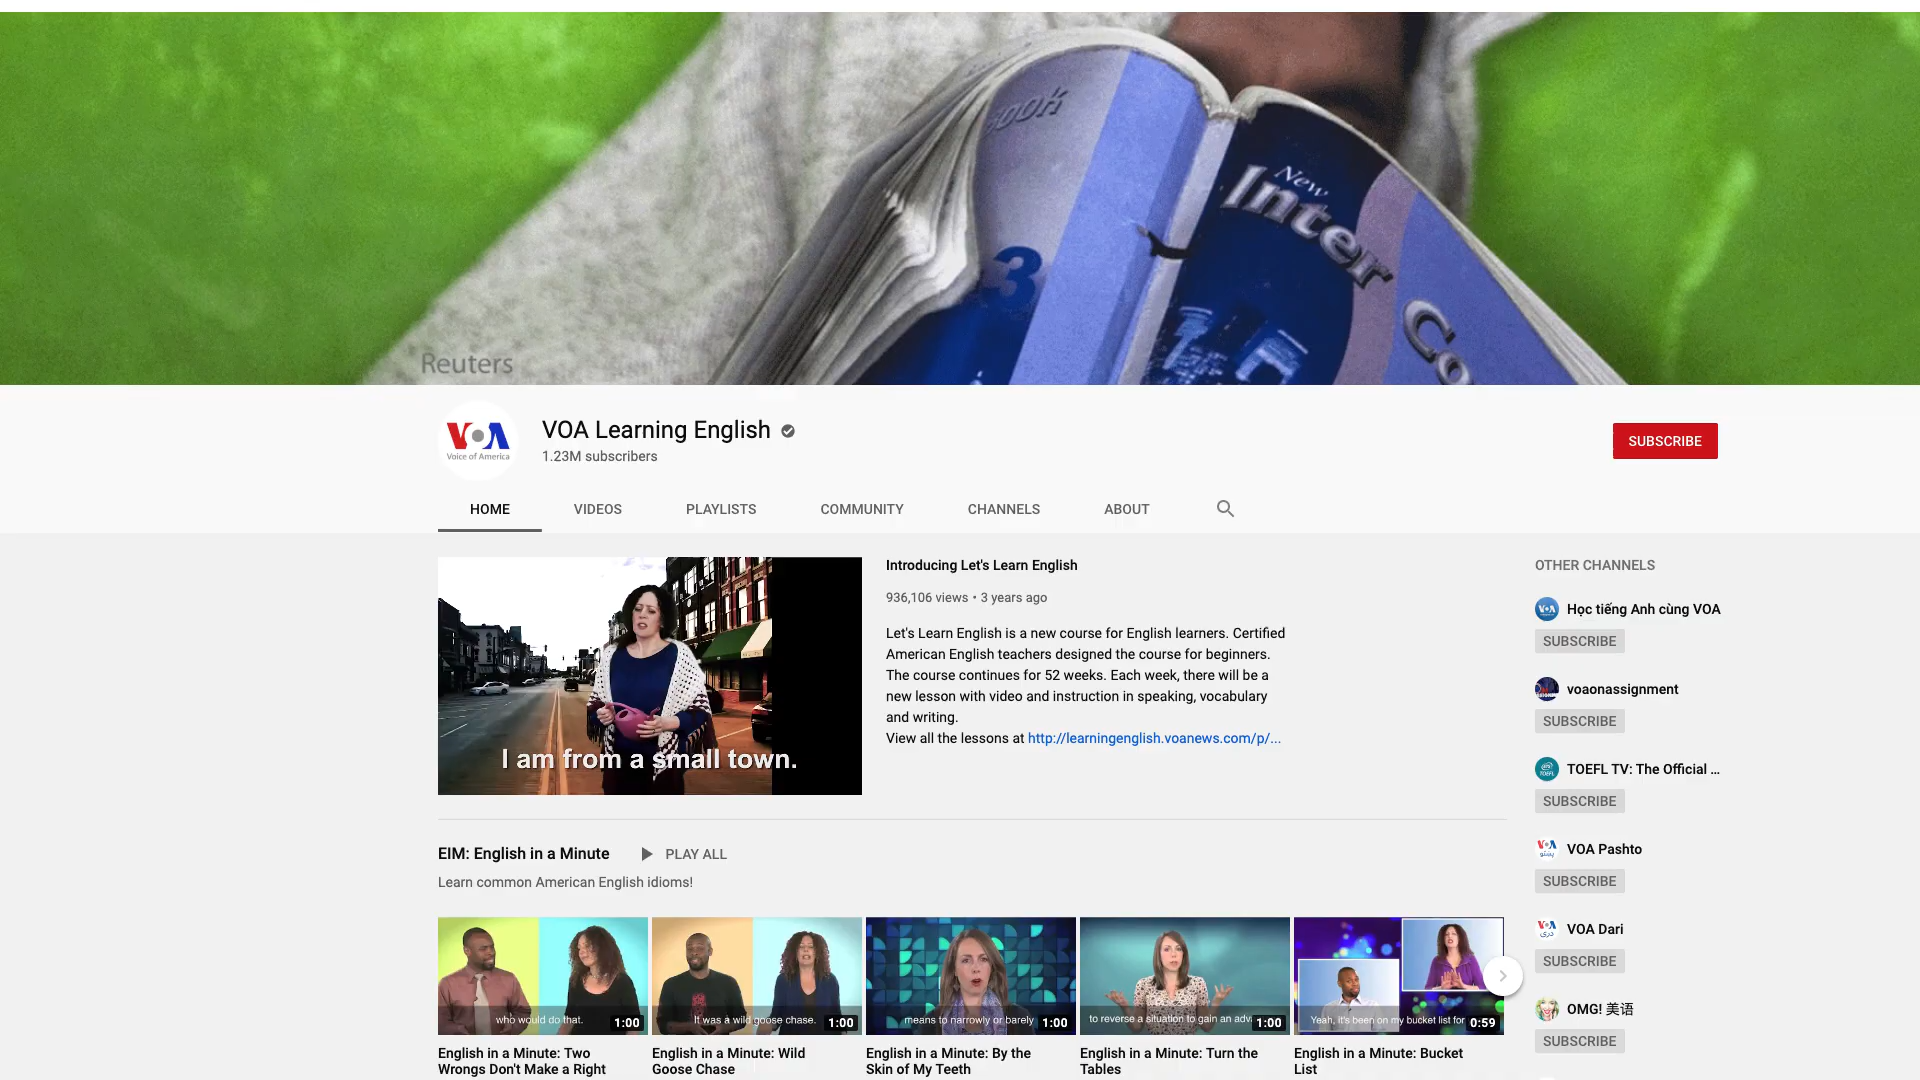 BOOK
New
Inter
Co
3
Reuters
VOA
Voice of America
VOA Learning English
1.23M subscribers
SUBSCRIBE
HOME VIDEOS PLAYLISTS COMMUNITY CHANNELS ABOUT
I am from a small town.
Introducing Let's Learn English
936,106 views • 3 years ago
Let's Learn English is a new course for English learners. Certified
American English teachers designed the course for beginners.
The course continues for 52 weeks. Each week, there will be a
new lesson with video and instruction in speaking, vocabulary
and writing.
View all the lessons at http://learningenglish.voanews.com/p/...
OTHER CHANNELS
Học tiếng Anh cùng VOA
SUBSCRIBE
voaonassignment
SUBSCRIBE
TOEFL TV: The Official ...
SUBSCRIBE
VOA Pashto
SUBSCRIBE
VOA Dari
SUBSCRIBE
OMG! 美语
SUBSCRIBE
EIM: English in a Minute PLAY ALL
Learn common American English idioms!
who would do that. 1:00
It was a wild goose chase. 1:00
means to narrowly or barely 1:00
to reverse a situation to gain an adv 1:00
Yeah, it's been on my bucket list for 0:59
English in a Minute: Two
Wrongs Don't Make a Right
English in a Minute: Wild
Goose Chase
English in a Minute: By the
Skin of My Teeth
English in a Minute: Turn the
Tables
English in a Minute: Bucket
List